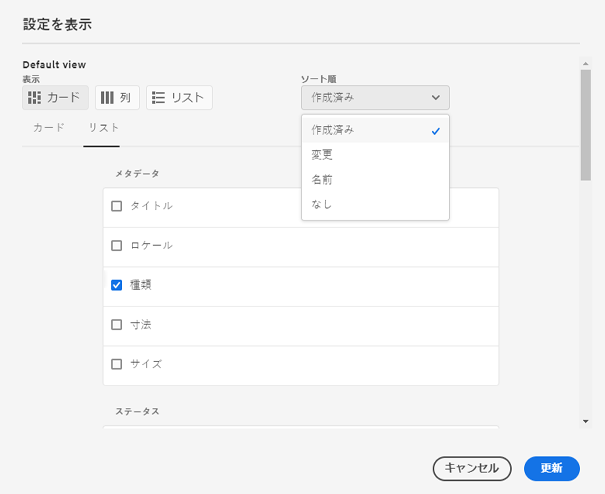 設定を表示
Default view
表示
ソート順
カード
列
リスト
作成済み
カード
リスト
作成済み
変更
名前
なし
メタデータ
タイトル
ロケール
種類
寸法
サイズ
ステータス
キャンセル
更新